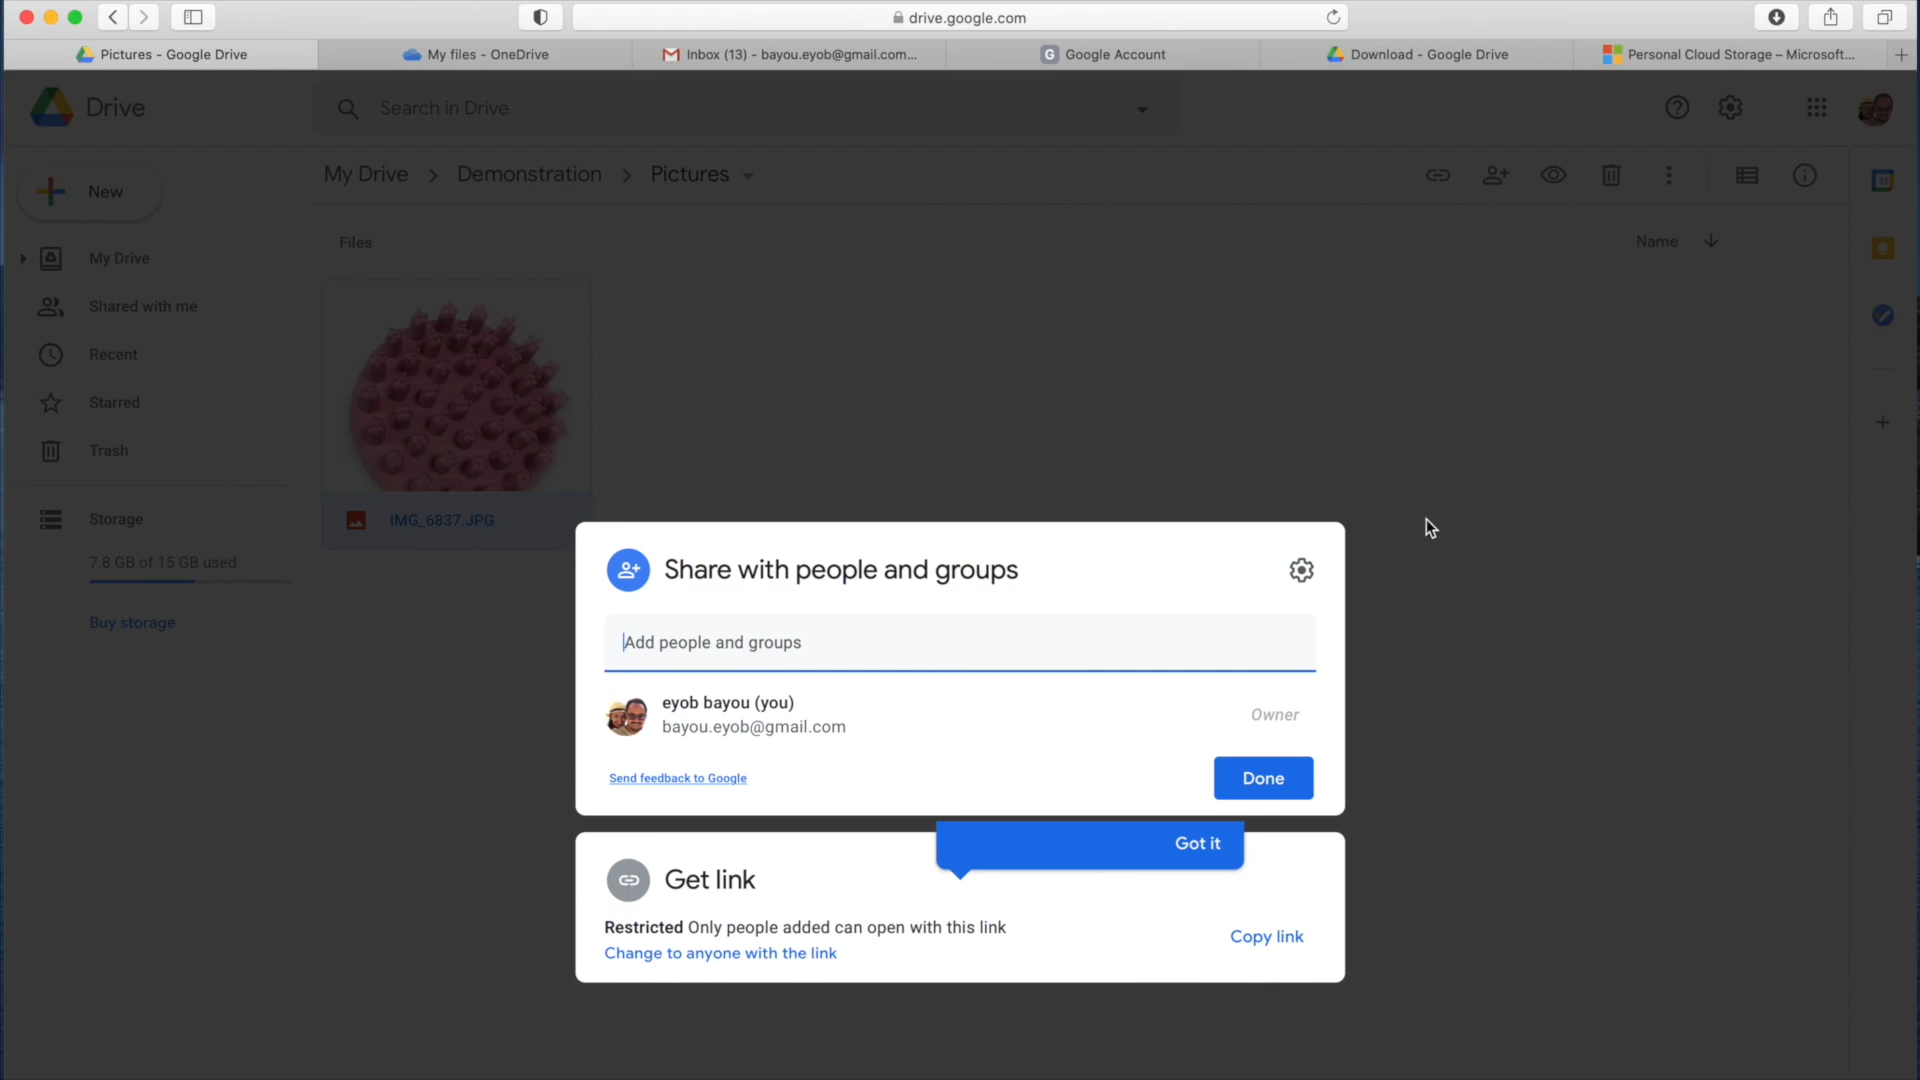 drive.google.com
Pictures - Google Drive
My files - OneDrive
Inbox (13) - bayou.eyob@gmail.com...
G Google Account
Download - Google Drive
Personal Cloud Storage – Microsoft...
Drive
Search in Drive
My Drive > Demonstration > Pictures
New
Files
Name
My Drive
Shared with me
Recent
Starred
Trash
Storage
7.8 GB of 15 GB used
Buy storage
31
IMG_6837.JPG
Share with people and groups
Add people and groups
eyob bayou (you)
bayou.eyob@gmail.com
Owner
Send feedback to Google
Done
Got it
Get link
Restricted Only people added can open with this link
Change to anyone with the link
Copy link